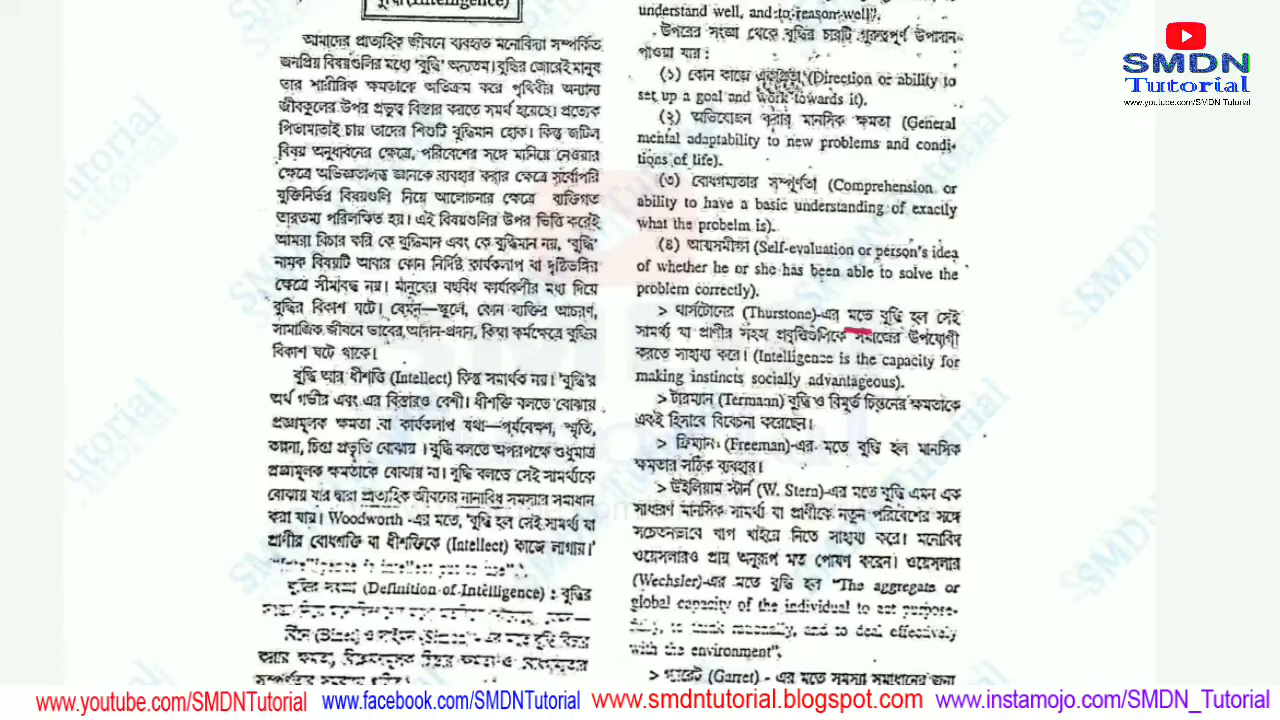 বুদ্ধি (Intelligence)
আমাদের প্রাত্যহিক জীবনে ব্যবহৃত মনোবিদ্যা সম্পর্কিত
জনপ্রিয় বিষয়গুলির মধ্যে ‘বুদ্ধি’ অন্যতম। বুদ্ধির জোরেই মানুষ
তার শারীরিক ক্ষমতাকে অতিক্রম করে পৃথিবীর অন্যান্য
জীবকূলের উপর প্রভুত্ব বিস্তার করতে সমর্থ হয়েছে। প্রত্যেক
পিতামাতাই চায় তাদের শিশুটি বুদ্ধিমান হোক। কিন্তু জটিল
বিষয় অনুধাবনের ক্ষেত্রে, পরিবেশের সঙ্গে মানিয়ে নেওয়ার
ক্ষেত্রে অভিজ্ঞতালব্ধ জ্ঞানকে ব্যবহার করার ক্ষেত্রে সর্বোপরি
যুক্তিনির্ভর বিষয়গুলি নিয়ে আলোচনার ক্ষেত্রে ব্যক্তিগত
তারতম্য পরিলক্ষিত হয়। এই বিষয়গুলির উপর ভিত্তি করেই
আমরা বিচার করি কে বুদ্ধিমান এবং কে বুদ্ধিমান নয়, ‘বুদ্ধি’
নামক বিষয়টি আবার কোন নির্দিষ্ট কার্যকলাপ বা দৃষ্টিভঙ্গির
ক্ষেত্রে সীমাবদ্ধ নয়। মানুষের বহুবিধ কার্যাবলীর মধ্য দিয়ে
বুদ্ধির বিকাশ ঘটে। যেমন—স্কুলে, কোন ব্যক্তির আচরণ,
সামাজিক জীবনে ভাবের, আদান-প্রদান, কিম্বা কর্মক্ষেত্রে বুদ্ধির
বিকাশ ঘটে থাকে।
বুদ্ধি আর ধীশক্তি (Intellect) কিন্তু সমার্থক নয়। ‘বুদ্ধি’র
অর্থ গভীর এবং এর বিস্তারও বেশী। ধীশক্তি বলতে বোঝায়
প্রজ্ঞামূলক ক্ষমতা বা কার্যকলাপ যথা—পর্যবেক্ষণ, স্মৃতি,
কল্পনা, চিন্তা প্রভৃতি বোঝায়। বুদ্ধি বলতে অপরপক্ষে শুধুমাত্র
প্রজ্ঞামূলক ক্ষমতাকে বোঝায় না। বুদ্ধি বলতে সেই সামর্থ্যকে
বোঝায় যার দ্বারা প্রাত্যহিক জীবনের নানাবিধ সমস্যার সমাধান
করা যায়। Woodworth -এর মতে, ‘বুদ্ধি হল সেই সামর্থ্য যা
প্রাণীর বোধশক্তি বা ধীশক্তিকে (Intellect) কাজে লাগায়।’
বুদ্ধির সংজ্ঞা (Definition of Intelligence) : বুদ্ধির
understand well, and to reason well”.
উপরের সংজ্ঞা থেকে বুদ্ধির চারটি গুরুত্বপূর্ণ উপাদান
পাওয়া যায় :
(১) কোন কাজে একাগ্রতা (Direction or ability to
set up a goal and work towards it).
(২) অভিযোজন করার মানসিক ক্ষমতা (General
mental adaptability to new problems and condi-
tions of life).
(৩) বোধগম্যতার সম্পূর্ণতা (Comprehension or
ability to have a basic understanding of exactly
what the probelm is).
(৪) আত্মসমীক্ষা (Self-evaluation or person's idea
of whether he or she has been able to solve the
problem correctly).
> থার্সটোনের (Thurstone)-এর মতে বুদ্ধি হল সেই
সামর্থ্য যা প্রাণীর সহজ প্রবৃত্তিগুলিকে সমাজের উপযোগী
করতে সাহায্য করে। (Intelligence is the capacity for
making instincts socially advantageous).
> টারম্যান (Termann) বুদ্ধি ও বিমূর্ত চিন্তনের ক্ষমতাকে
একই হিসাবে বিবেচনা করেছেন।
> ফ্রিম্যান (Freeman)-এর মতে বুদ্ধি হল মানসিক
ক্ষমতার সঠিক ব্যবহার।
> উইলিয়াম স্টার্ন (W. Stern)-এর মতে বুদ্ধি এমন এক
সাধারণ মানসিক সামর্থ্য যা প্রাণীকে নতুন পরিবেশের সঙ্গে
সচেতনভাবে খাপ খাইয়ে নিতে সাহায্য করে। মনোবিদ
ওয়েসলারও প্রায় অনুরূপ মত পোষণ করেন। ওয়েসলার
(Wechsler)-এর মতে বুদ্ধি হল “The aggregate or
global capacity of the individual to act purpose-
and to deal effectively
with the environment”.
> গ্যারেট (Garret) - এর মতে সমস্যা সমাধানের জন্য
SMDN
Tutorial
www.youtube.com/SMDN Tutorial
www.youtube.com/SMDNTutorial www.facebook.com/SMDNTutorial www.smdntutorial.blogspot.com www.instamojo.com/SMDN_Tutorial